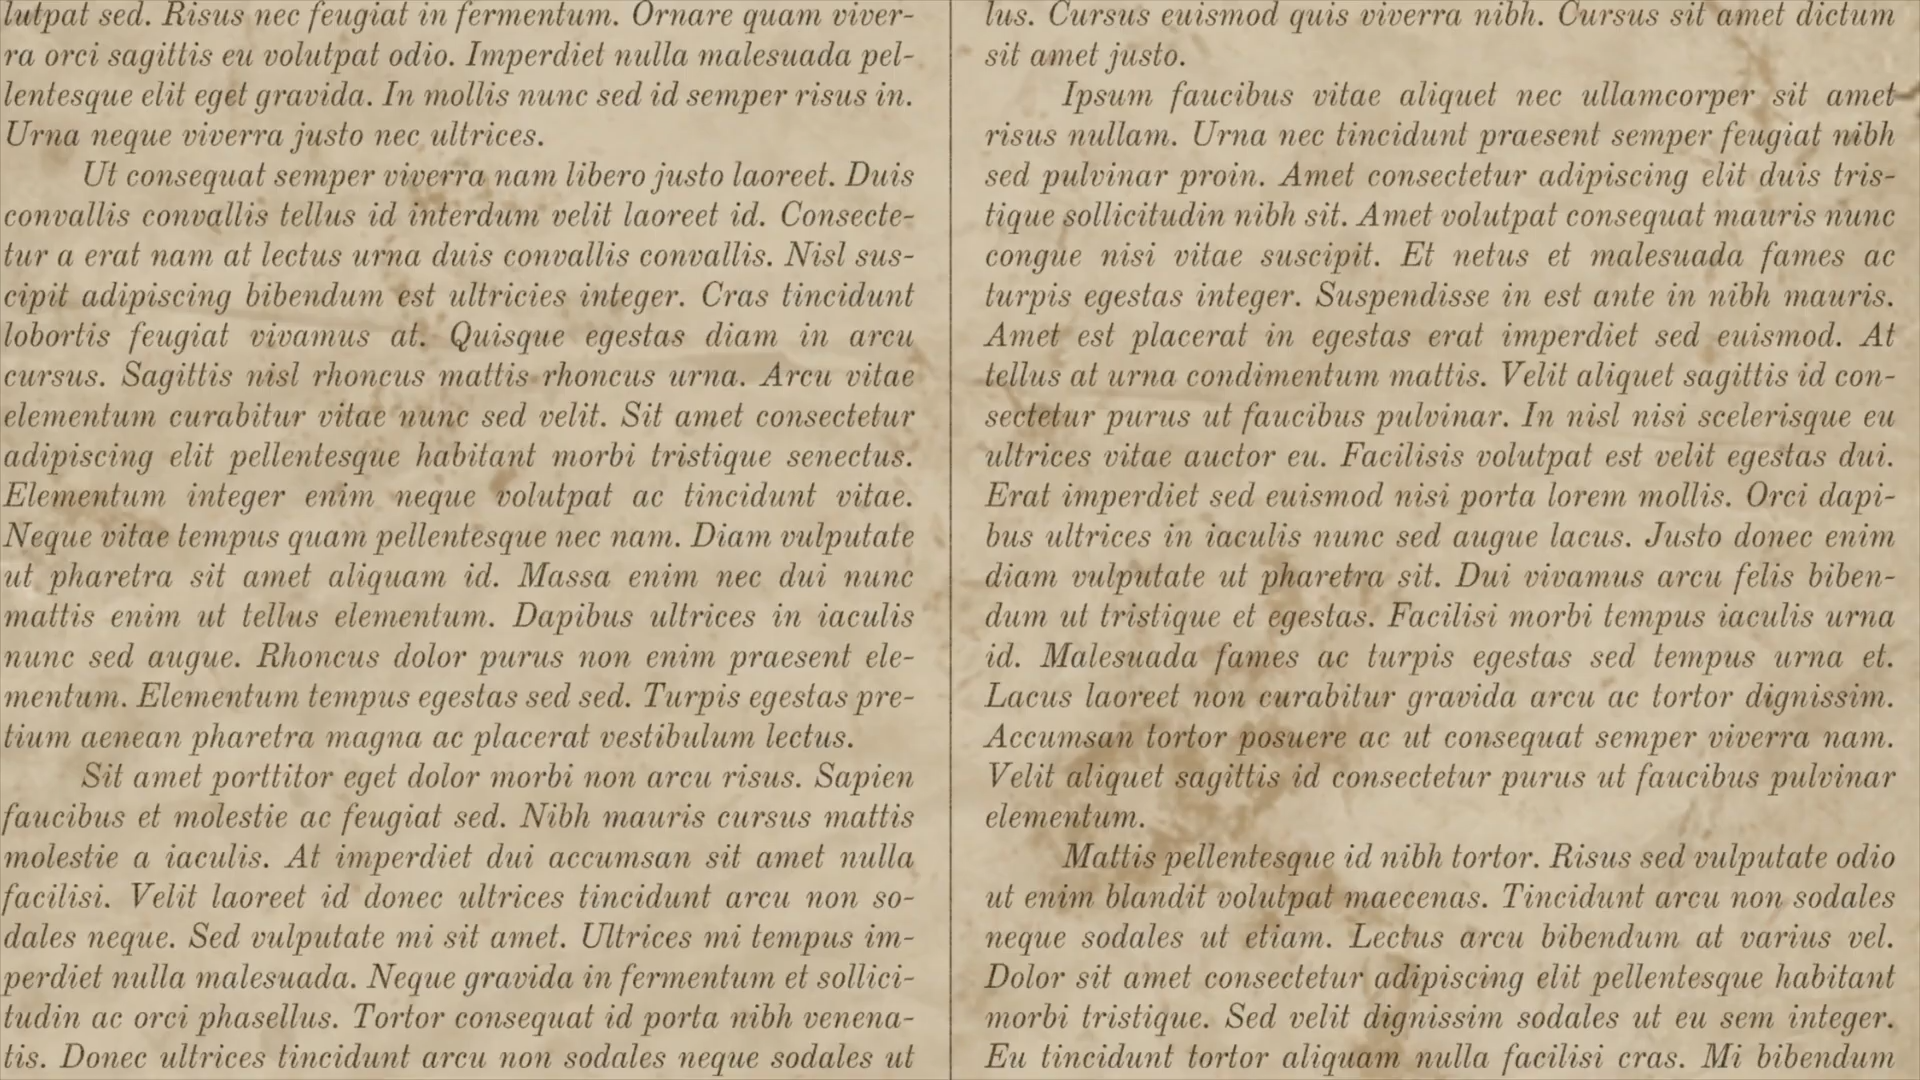 lutpat sed. Risus nec feugiat in fermentum. Ornare quam viver-
ra orci sagittis eu volutpat odio. Imperdiet nulla malesuada pel-
lentesque elit eget gravida. In mollis nunc sed id semper risus in.
Urna neque viverra justo nec ultrices.
Ut consequat semper viverra nam libero justo laoreet. Duis
convallis convallis tellus id interdum velit laoreet id. Consecte-
tur a erat nam at lectus urna duis convallis convallis. Nisl sus-
cipit adipiscing bibendum est ultricies integer. Cras tincidunt
lobortis feugiat vivamus at. Quisque egestas diam in arcu
cursus. Sagittis nisl rhoncus mattis rhoncus urna. Arcu vitae
elementum curabitur vitae nunc sed velit. Sit amet consectetur
adipiscing elit pellentesque habitant morbi tristique senectus.
Elementum integer enim neque volutpat ac tincidunt vitae.
Neque vitae tempus quam pellentesque nec nam. Diam vulputate
ut pharetra sit amet aliquam id. Massa enim nec dui nunc
mattis enim ut tellus elementum. Dapibus ultrices in iaculis
nunc sed augue. Rhoncus dolor purus non enim praesent ele-
mentum. Elementum tempus egestas sed sed. Turpis egestas pre-
tium aenean pharetra magna ac placerat vestibulum lectus.
Sit amet porttitor eget dolor morbi non arcu risus. Sapien
faucibus et molestie ac feugiat sed. Nibh mauris cursus mattis
molestie a iaculis. At imperdiet dui accumsan sit amet nulla
facilisi. Velit laoreet id donec ultrices tincidunt arcu non so-
dales neque. Sed vulputate mi sit amet. Ultrices mi tempus im-
perdiet nulla malesuada. Neque gravida in fermentum et sollici-
tudin ac orci phasellus. Tortor consequat id porta nibh venena-
tis. Donec ultrices tincidunt arcu non sodales neque sodales ut
lus. Cursus euismod quis viverra nibh. Cursus sit amet dictum
sit amet justo.
Ipsum faucibus vitae aliquet nec ullamcorper sit amet
risus nullam. Urna nec tincidunt praesent semper feugiat nibh
sed pulvinar proin. Amet consectetur adipiscing elit duis tris-
tique sollicitudin nibh sit. Amet volutpat consequat mauris nunc
congue nisi vitae suscipit. Et netus et malesuada fames ac
turpis egestas integer. Suspendisse in est ante in nibh mauris.
Amet est placerat in egestas erat imperdiet sed euismod. At
tellus at urna condimentum mattis. Velit aliquet sagittis id con-
sectetur purus ut faucibus pulvinar. In nisl nisi scelerisque eu
ultrices vitae auctor eu. Facilisis volutpat est velit egestas dui.
Erat imperdiet sed euismod nisi porta lorem mollis. Orci dapi-
bus ultrices in iaculis nunc sed augue lacus. Justo donec enim
diam vulputate ut pharetra sit. Dui vivamus arcu felis biben-
dum ut tristique et egestas. Facilisi morbi tempus iaculis urna
id. Malesuada fames ac turpis egestas sed tempus urna et.
Lacus laoreet non curabitur gravida arcu ac tortor dignissim.
Accumsan tortor posuere ac ut consequat semper viverra nam.
Velit aliquet sagittis id consectetur purus ut faucibus pulvinar
elementum.
Mattis pellentesque id nibh tortor. Risus sed vulputate odio
ut enim blandit volutpat maecenas. Tincidunt arcu non sodales
neque sodales ut etiam. Lectus arcu bibendum at varius vel.
Dolor sit amet consectetur adipiscing elit pellentesque habitant
morbi tristique. Sed velit dignissim sodales ut eu sem integer.
Eu tincidunt tortor aliquam nulla facilisi cras. Mi bibendum